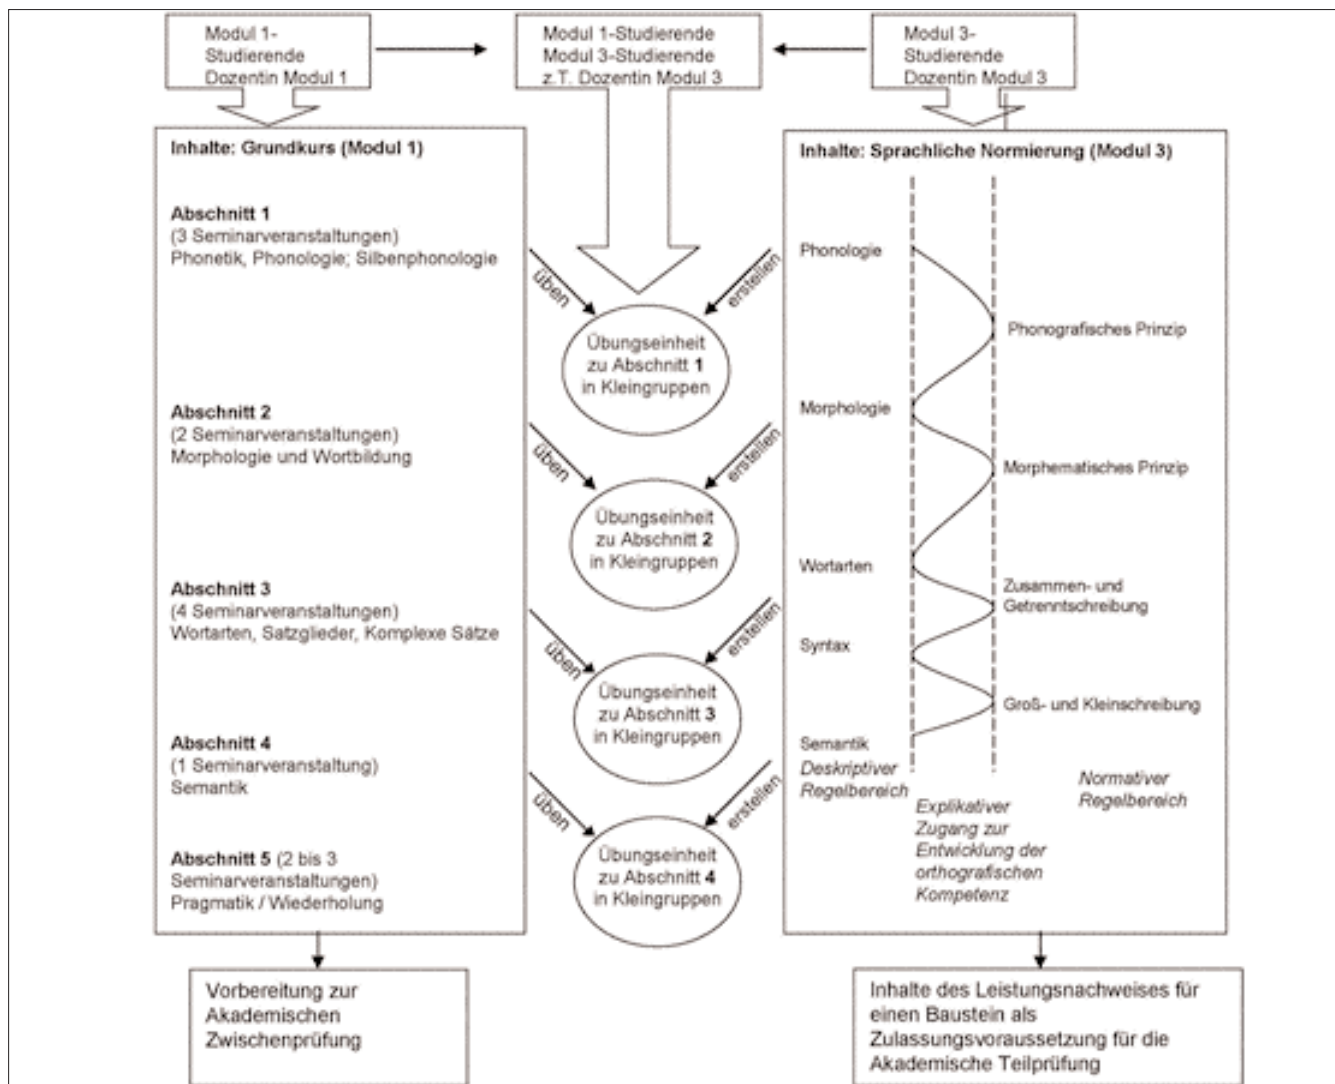 Modul 1-
Studierende
Dozentin Modul 1
Modul 1-Studierende
Modul 3-Studierende
z.T. Dozentin Modul 3
Modul 3-
Studierende
Dozentin Modul 3
Inhalte: Grundkurs (Modul 1)
Abschnitt 1
(3 Seminarveranstaltungen)
Phonetik, Phonologie; Silbenphonologie
Abschnitt 2
(2 Seminarveranstaltungen)
Morphologie und Wortbildung
Abschnitt 3
(4 Seminarveranstaltungen)
Wortarten, Satzglieder, Komplexe Sätze
Abschnitt 4
(1 Seminarveranstaltung)
Semantik
Abschnitt 5 (2 bis 3
Seminarveranstaltungen)
Pragmatik / Wiederholung
üben
erstellen
Übungseinheit
zu Abschnitt 1
in Kleingruppen
üben
erstellen
Übungseinheit
zu Abschnitt 2
in Kleingruppen
üben
erstellen
Übungseinheit
zu Abschnitt 3
in Kleingruppen
üben
erstellen
Übungseinheit
zu Abschnitt 4
in Kleingruppen
Inhalte: Sprachliche Normierung (Modul 3)
Phonologie
Phonografisches Prinzip
Morphologie
Morphematisches Prinzip
Wortarten
Zusammen- und
Getrenntschreibung
Syntax
Groß- und Kleinschreibung
Semantik
Deskriptiver
Regelbereich
Explikativer
Zugang zur
Entwicklung der
orthografischen
Kompetenz
Normativer
Regelbereich
Vorbereitung zur
Akademischen
Zwischenprüfung
Inhalte des Leistungsnachweises für
einen Baustein als
Zulassungsvoraussetzung für die
Akademische Teilprüfung